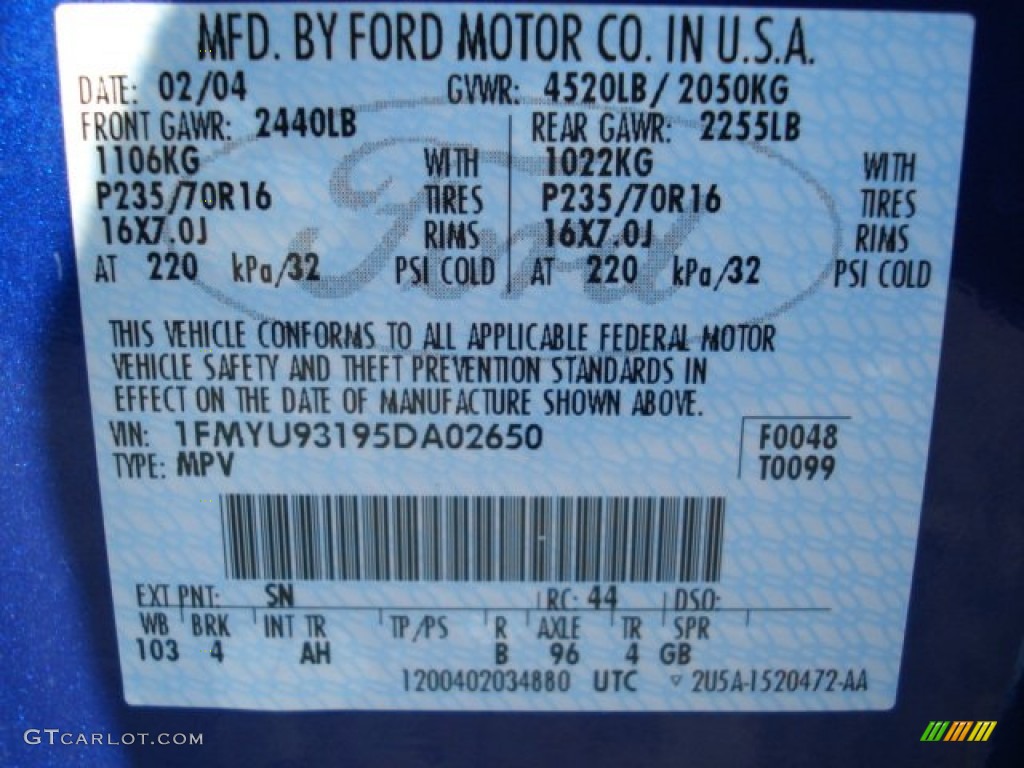 MFD. BY FORD MOTOR CO. IN U.S.A.
DATE: 02/04 GVWR: 4520LB/ 2050KG
FRONT GAWR: 2440LB REAR GAWR: 2255LB
1106KG WITH 1022KG WITH
P235/70R16 TIRES P235/70R16 TIRES
16X7.0J RIMS 16X7.0J RIMS
AT 220 kPa/32 PSI COLD AT 220 kPa/32 PSI COLD
Ford
THIS VEHICLE CONFORMS TO ALL APPLICABLE FEDERAL MOTOR
VEHICLE SAFETY AND THEFT PREVENTION STANDARDS IN
EFFECT ON THE DATE OF MANUFACTURE SHOWN ABOVE.
VIN: 1FMYU93195DA02650 F0048
TYPE: MPV T0099
EXT PNT: SN RC: 44 DSO:
WB BRK INT TR TP/PS R AXLE TR SPR
103 4 AH B 96 4 GB
1200402034880 UTC ▽ 2U5A-1520472-AA
GTCARLOT.COM